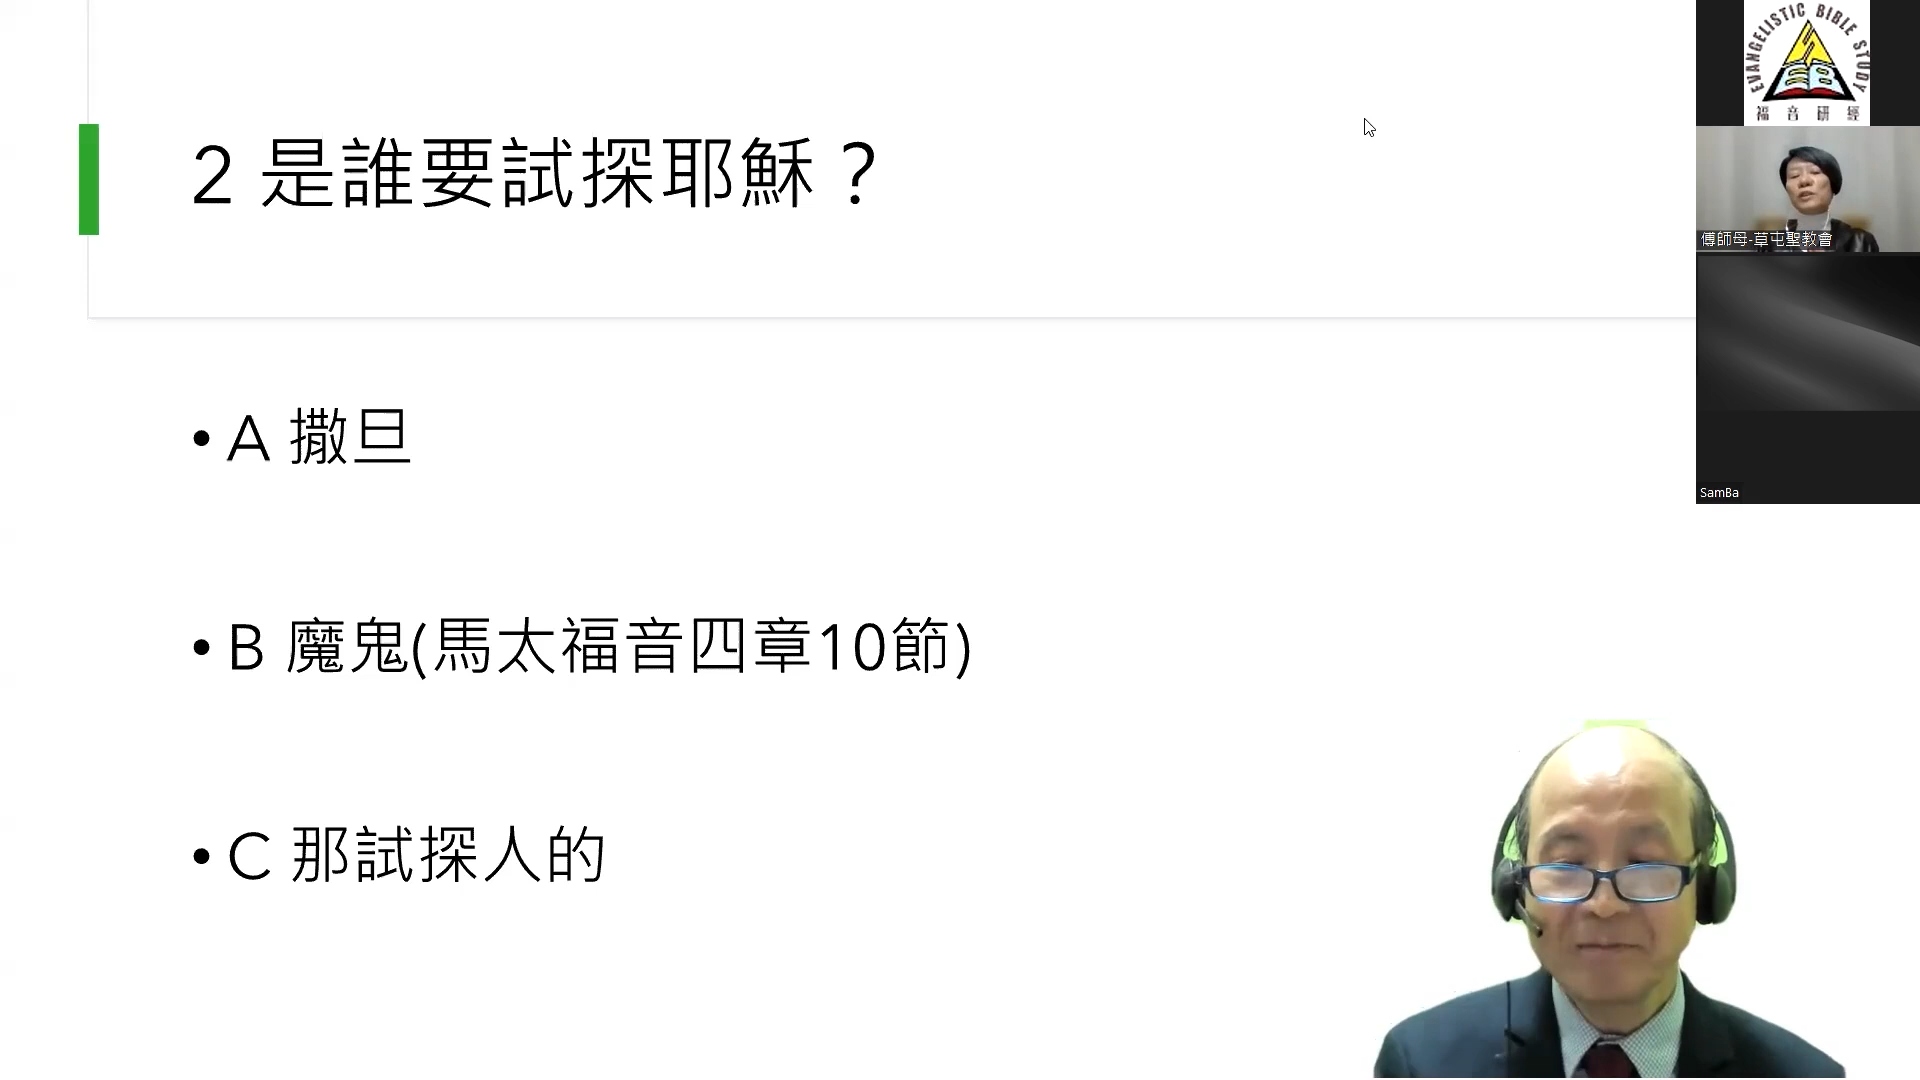 2 是誰要試探耶穌？
• A 撒旦
• B 魔鬼(馬太福音四章10節)
• C 那試探人的
EVANGELISTIC BIBLE STUDY
EB
福音研經
傅師母-草屯聖教會
SamBa